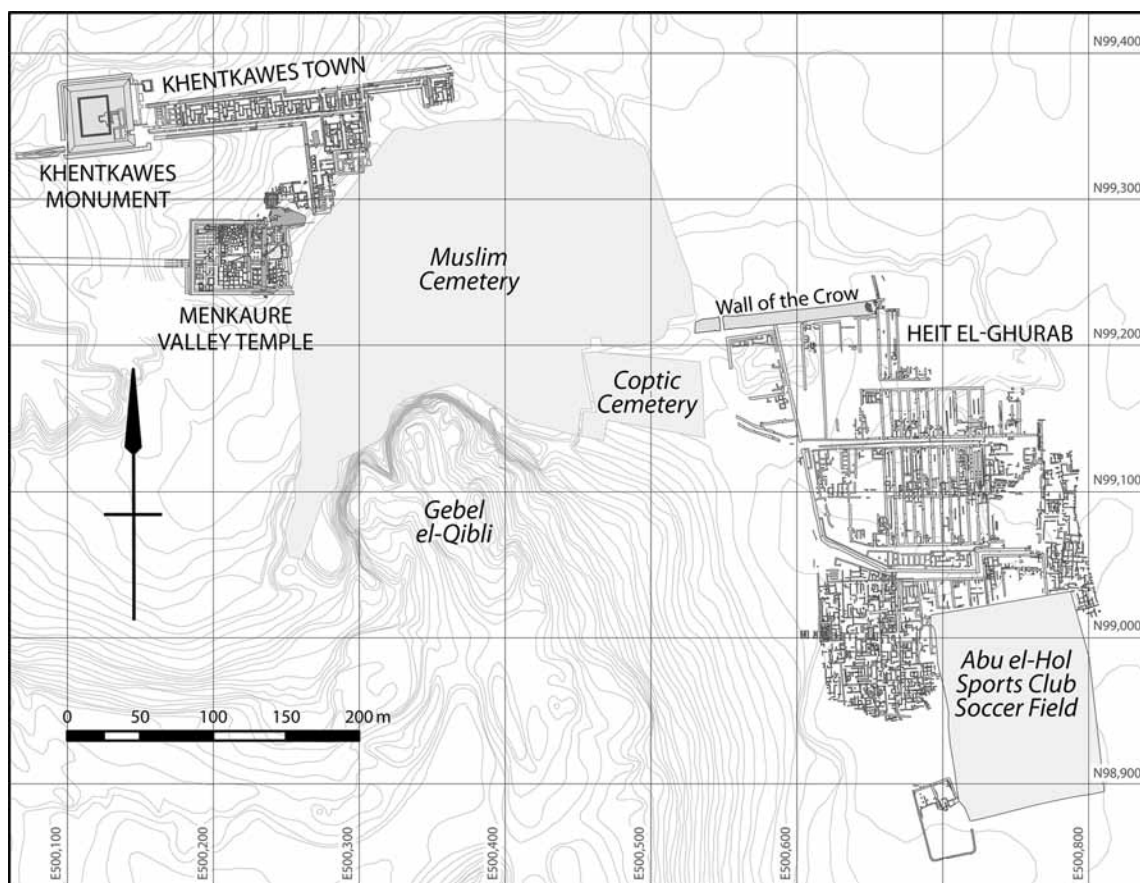 N99,400
KHENTKAWES TOWN
KHENTKAWES
MONUMENT
N99,300
Muslim
Cemetery
MENKAURE
VALLEY TEMPLE
Wall of the Crow
HEIT EL-GHURAB
N99,200
Coptic
Cemetery
N99,100
Gebel
el-Qibli
N99,000
Abu el-Hol
Sports Club
Soccer Field
0 50 100 150 200 m
N98,900
E500,100
E500,200
E500,300
E500,400
E500,500
E500,600
E500,800